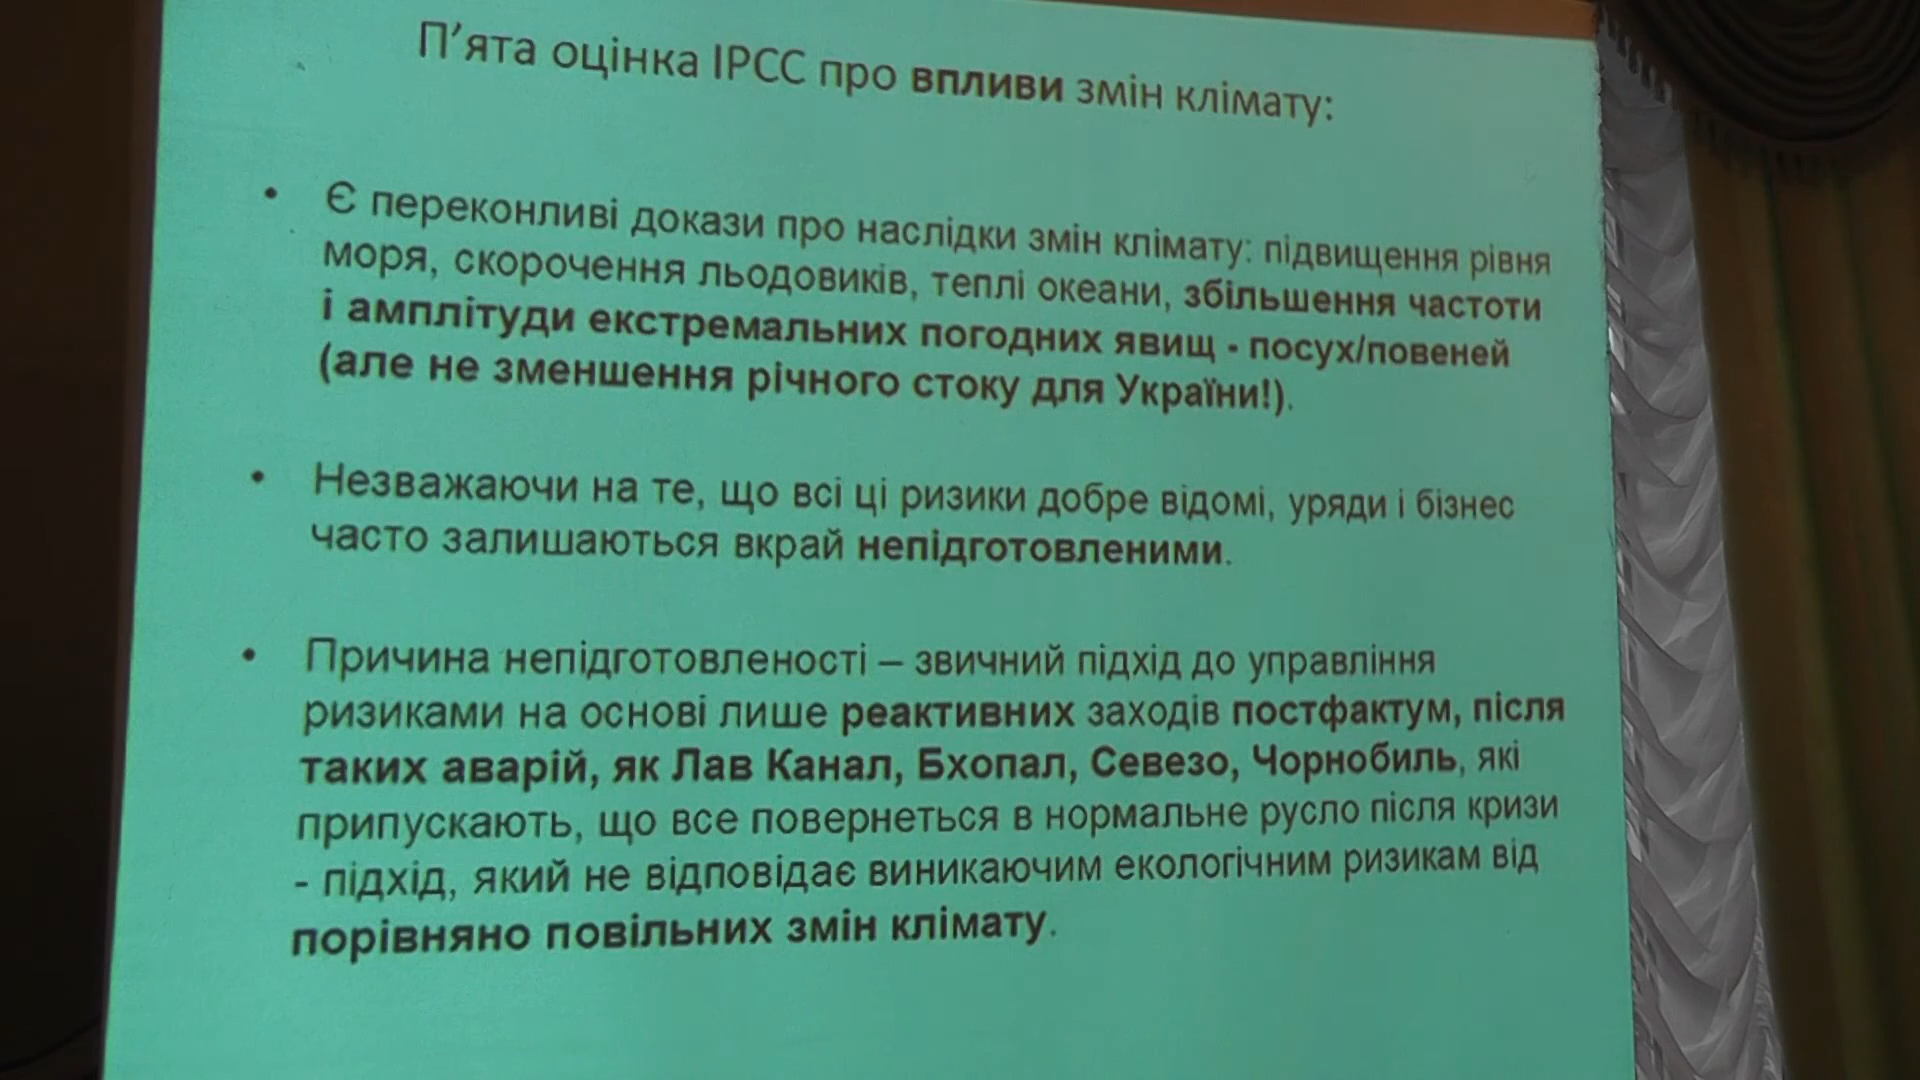 П’ята оцінка IPCC про впливи змін клімату:
• Є переконливі докази про наслідки змін клімату: підвищення рівня
моря, скорочення льодовиків, теплі океани, збільшення частоти
і амплітуди екстремальних погодних явищ - посух/повеней
(але не зменшення річного стоку для України!).
• Незважаючи на те, що всі ці ризики добре відомі, уряди і бізнес
часто залишаються вкрай непідготовленими.
• Причина непідготовленості – звичний підхід до управління
ризиками на основі лише реактивних заходів постфактум, після
таких аварій, як Лав Канал, Бхопал, Севезо, Чорнобиль, які
припускають, що все повернеться в нормальне русло після кризи
- підхід, який не відповідає виникаючим екологічним ризикам від
порівняно повільних змін клімату.